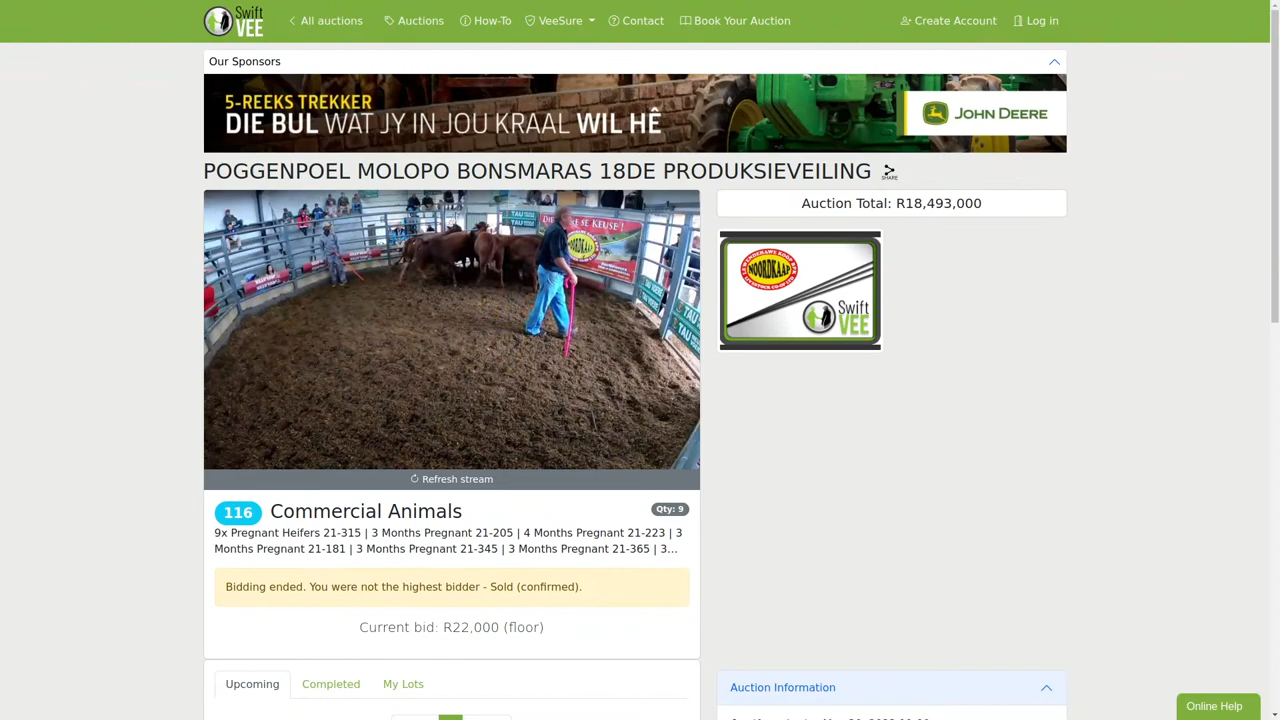 Swift
VEE
All auctions
Auctions
How-To
VeeSure
Contact
Book Your Auction
Create Account
Log in
Our Sponsors
5-REEKS TREKKER
DIE BUL WAT JY IN JOU KRAAL WIL HÊ
JOHN DEERE
POGGENPOEL MOLOPO BONSMARAS 18DE PRODUKSIEVEILING
SHARE
Auction Total: R18,493,000
TAU
NOORDKAAP
NOORDKAAP
Swift
VEE
Refresh stream
116 Commercial Animals
Qty: 9
9x Pregnant Heifers 21-315 | 3 Months Pregnant 21-205 | 4 Months Pregnant 21-223 | 3
Months Pregnant 21-181 | 3 Months Pregnant 21-345 | 3 Months Pregnant 21-365 | 3...
Bidding ended. You were not the highest bidder - Sold (confirmed).
Current bid: R22,000 (floor)
Upcoming
Completed
My Lots
Auction Information
Online Help